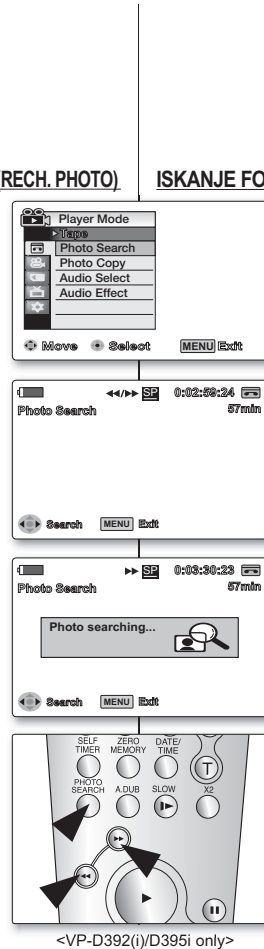 (RECH. PHOTO)
ISKANJE FO
Player Mode
Tape
Photo Search
Photo Copy
Audio Select
Audio Effect
Move Select MENU Exit
◀◀/▶▶ SP 0:02:59:24
57min
Photo Search
Search MENU Exit
▶▶ SP 0:03:30:23
57min
Photo Search
Photo searching...
Search MENU Exit
SELF TIMER ZERO MEMORY DATE/ TIME
T
PHOTO SEARCH A.DUB SLOW X2
<VP-D392(i)/D395i only>